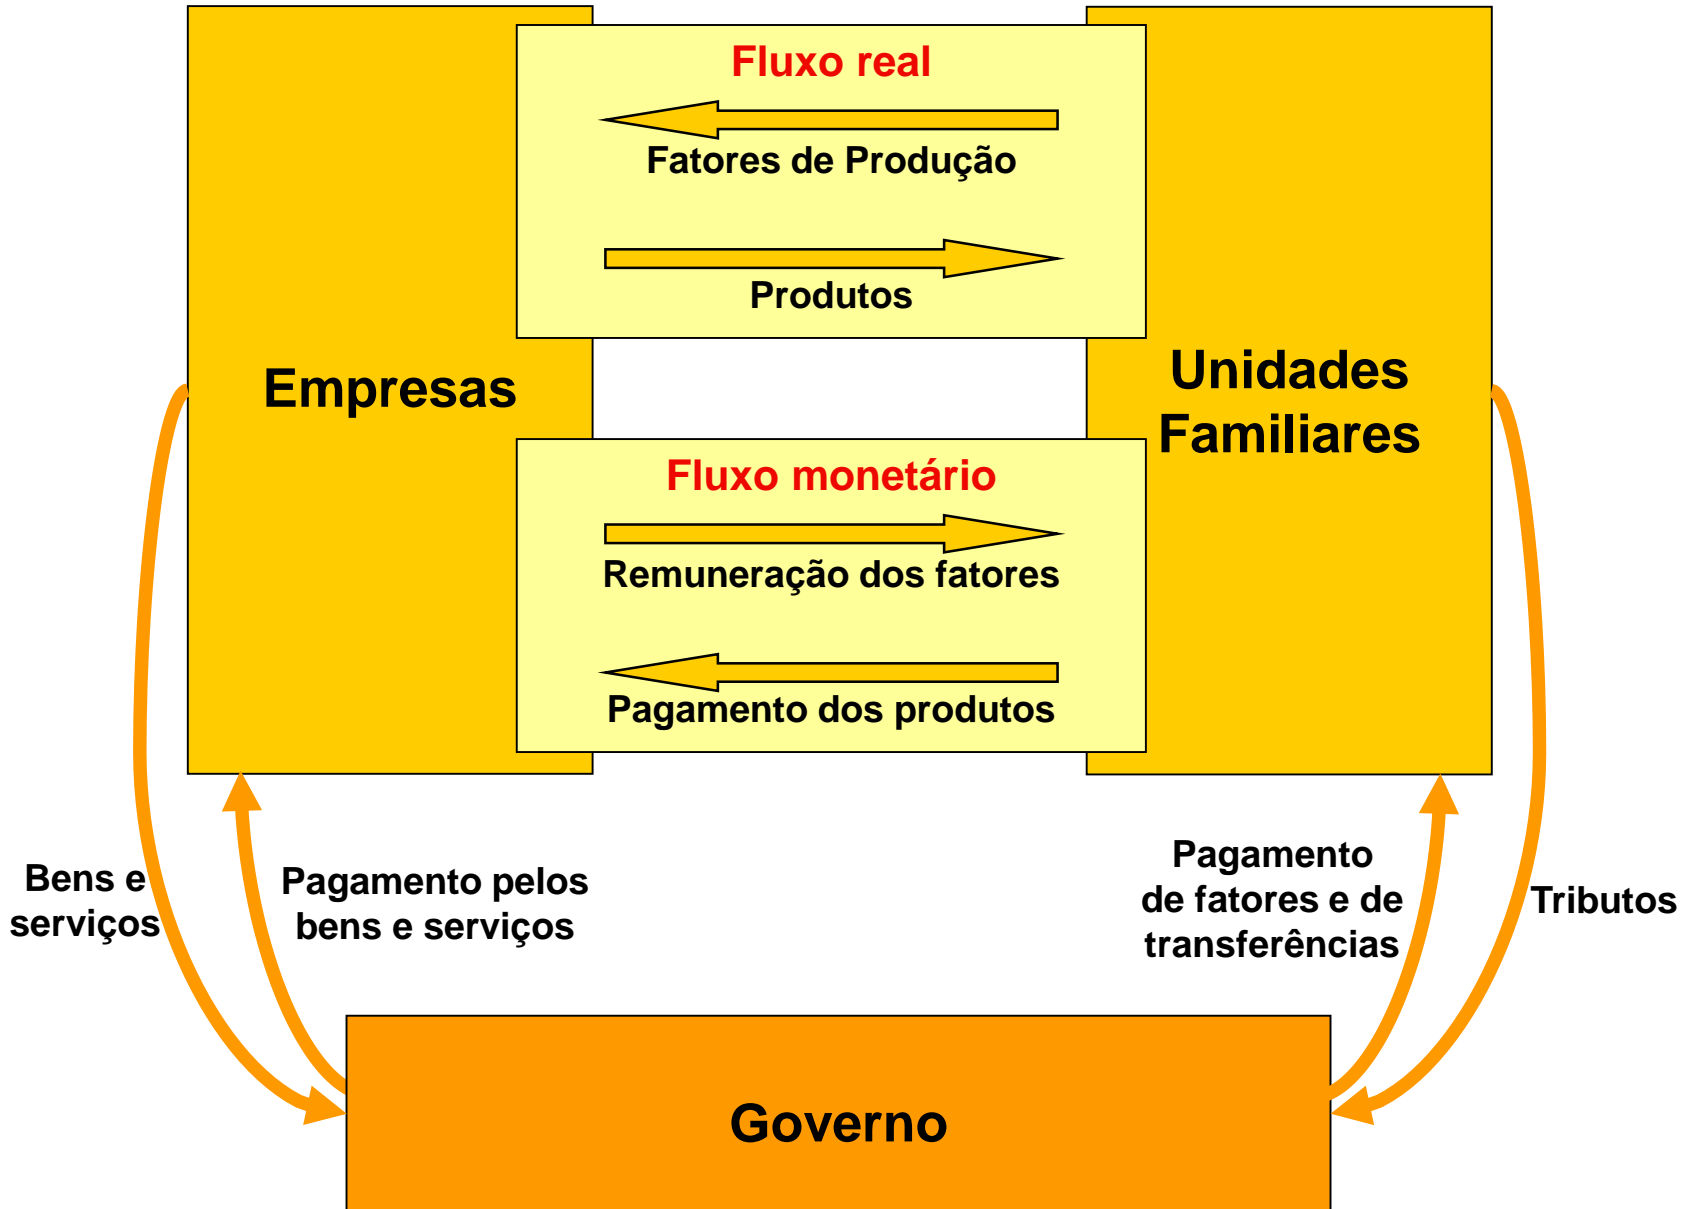 Fluxo real
Fatores de Produção
Produtos
Empresas
Unidades
Familiares
Fluxo monetário
Remuneração dos fatores
Pagamento dos produtos
Bens e
serviços
Pagamento pelos
bens e serviços
Pagamento
de fatores e de
transferências
Tributos
Governo